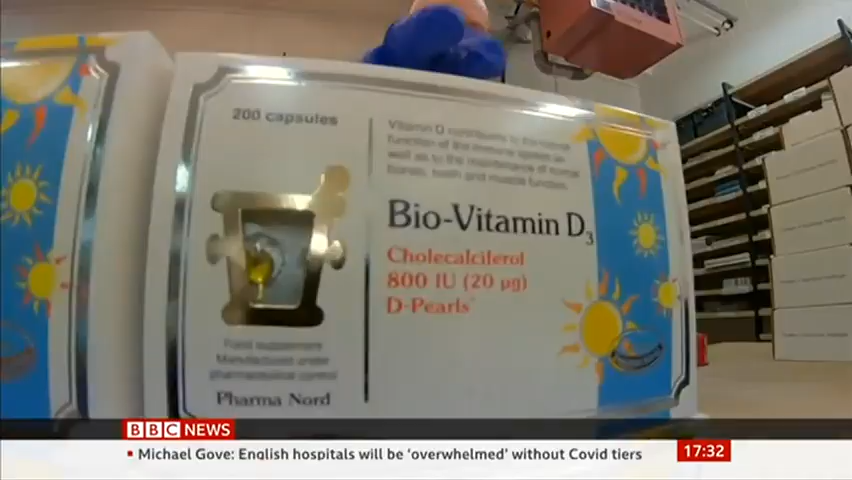 200 capsules
Vitamin D contributes to the normal
function of the immune system as
well as to the maintenance of normal
bones, teeth and muscle function.
Bio-Vitamin D3
Cholecalciferol
800 IU (20 µg)
D-Pearls
Food supplement
Manufactured under
pharmaceutical control
Pharma Nord
BBC NEWS
Michael Gove: English hospitals will be 'overwhelmed' without Covid tiers
17:32